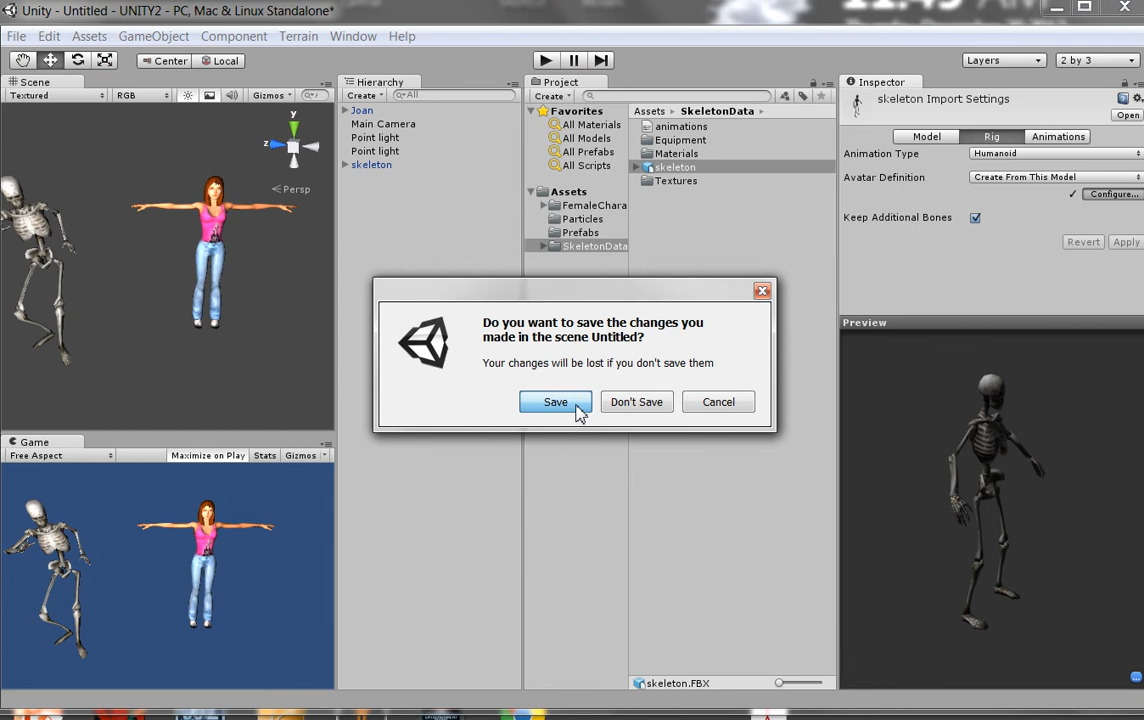 Unity - Untitled - UNITY2 - PC, Mac & Linux Standalone*
File Edit Assets GameObject Component Terrain Window Help
Center Local
Layers 2 by 3
Scene
Textured RGB Gizmos
y
z
Persp
Game
Free Aspect Maximize on Play Stats Gizmos
Hierarchy
Create All
Joan
Main Camera
Point light
Point light
skeleton
Project
Create
Favorites
All Materials
All Models
All Prefabs
All Scripts
Assets
FemaleChara
Particles
Prefabs
SkeletonData
Assets SkeletonData
animations
Equipment
Materials
skeleton
Textures
skeleton.FBX
Inspector
skeleton Import Settings
Open
Model Rig Animations
Animation Type Humanoid
Avatar Definition Create From This Model
Configure...
Keep Additional Bones
Revert Apply
Preview
Do you want to save the changes you
made in the scene Untitled?
Your changes will be lost if you don't save them
Save Don't Save Cancel